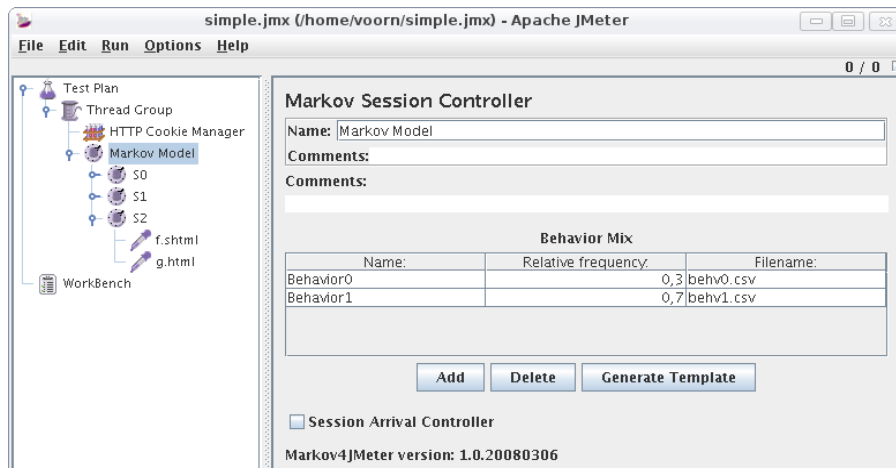 simple.jmx (/home/voorn/simple.jmx) - Apache JMeter
File Edit Run Options Help
0 / 0
Test Plan
Thread Group
HTTP Cookie Manager
Markov Model
S0
S1
S2
f.shtml
g.html
WorkBench
Markov Session Controller
Name: Markov Model
Comments:
Comments:
Behavior Mix
Name: Relative frequency: Filename:
Behavior0 0,3 behv0.csv
Behavior1 0,7 behv1.csv
Add Delete Generate Template
Session Arrival Controller
Markov4JMeter version: 1.0.20080306